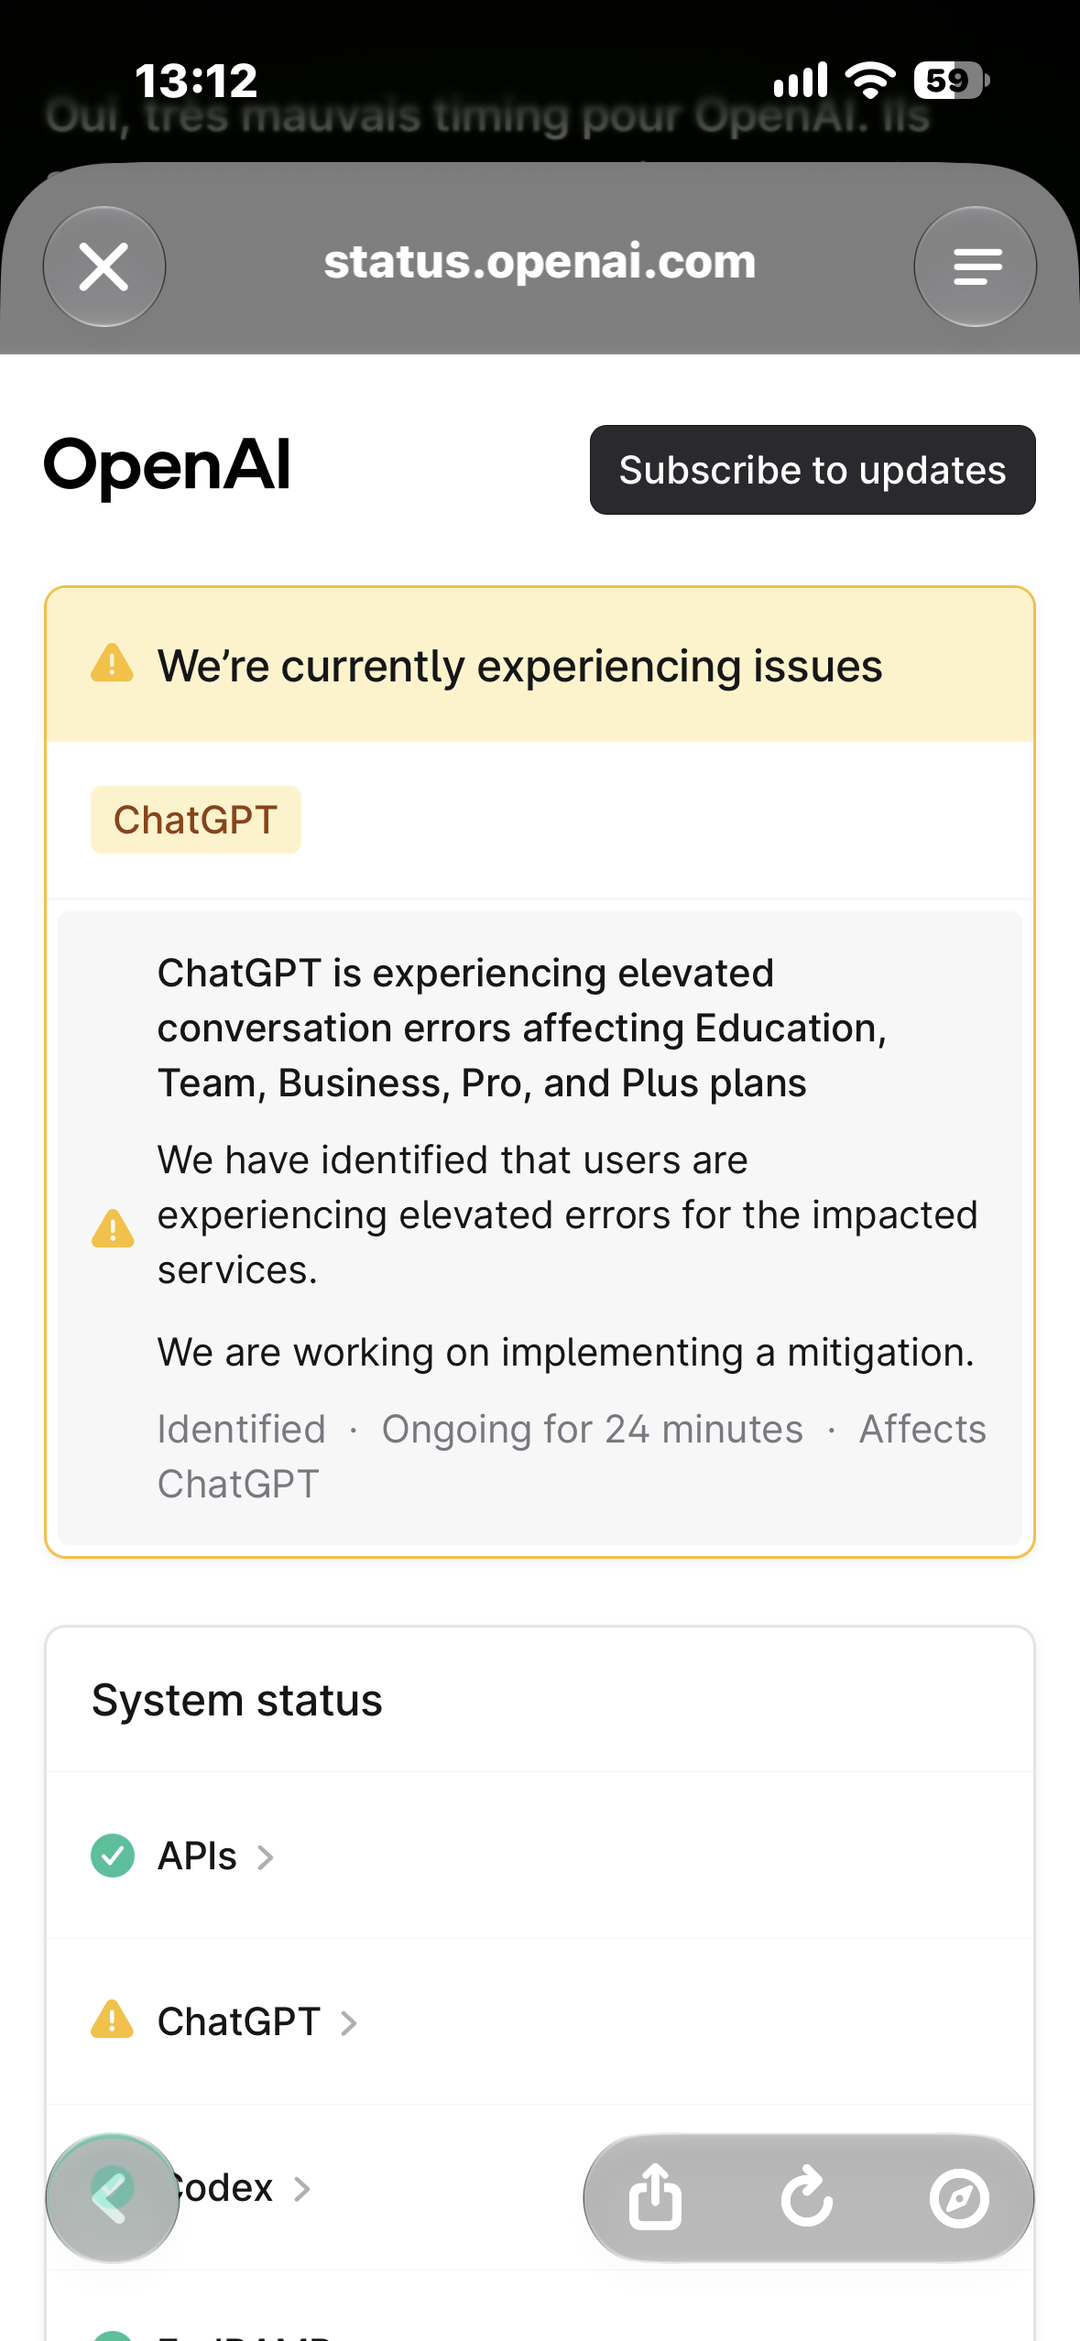 13:12
59
Oui, très mauvais timing pour OpenAI. Ils
status.openai.com
OpenAI
Subscribe to updates
We’re currently experiencing issues
ChatGPT
ChatGPT is experiencing elevated
conversation errors affecting Education,
Team, Business, Pro, and Plus plans
We have identified that users are
experiencing elevated errors for the impacted
services.
We are working on implementing a mitigation.
Identified · Ongoing for 24 minutes · Affects
ChatGPT
System status
APIs
ChatGPT
Codex